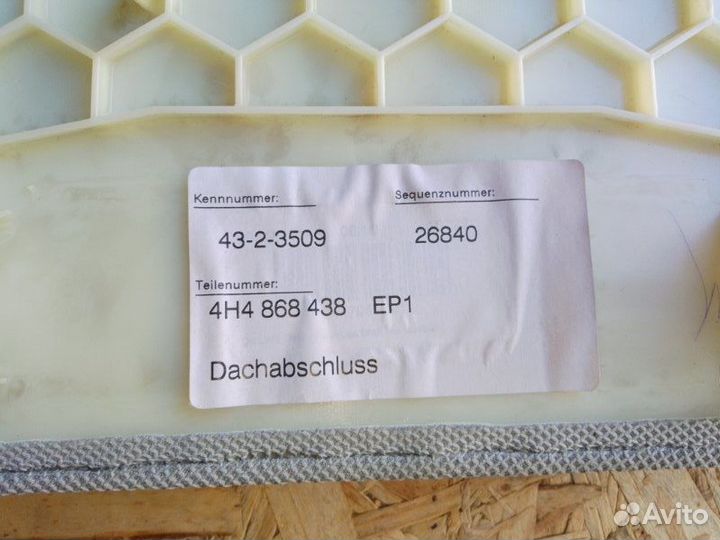 Kennnummer: Sequenznummer:
43-2-3509 26840
Teilenummer:
4H4 868 438 EP1
Dachabschluss
Avito